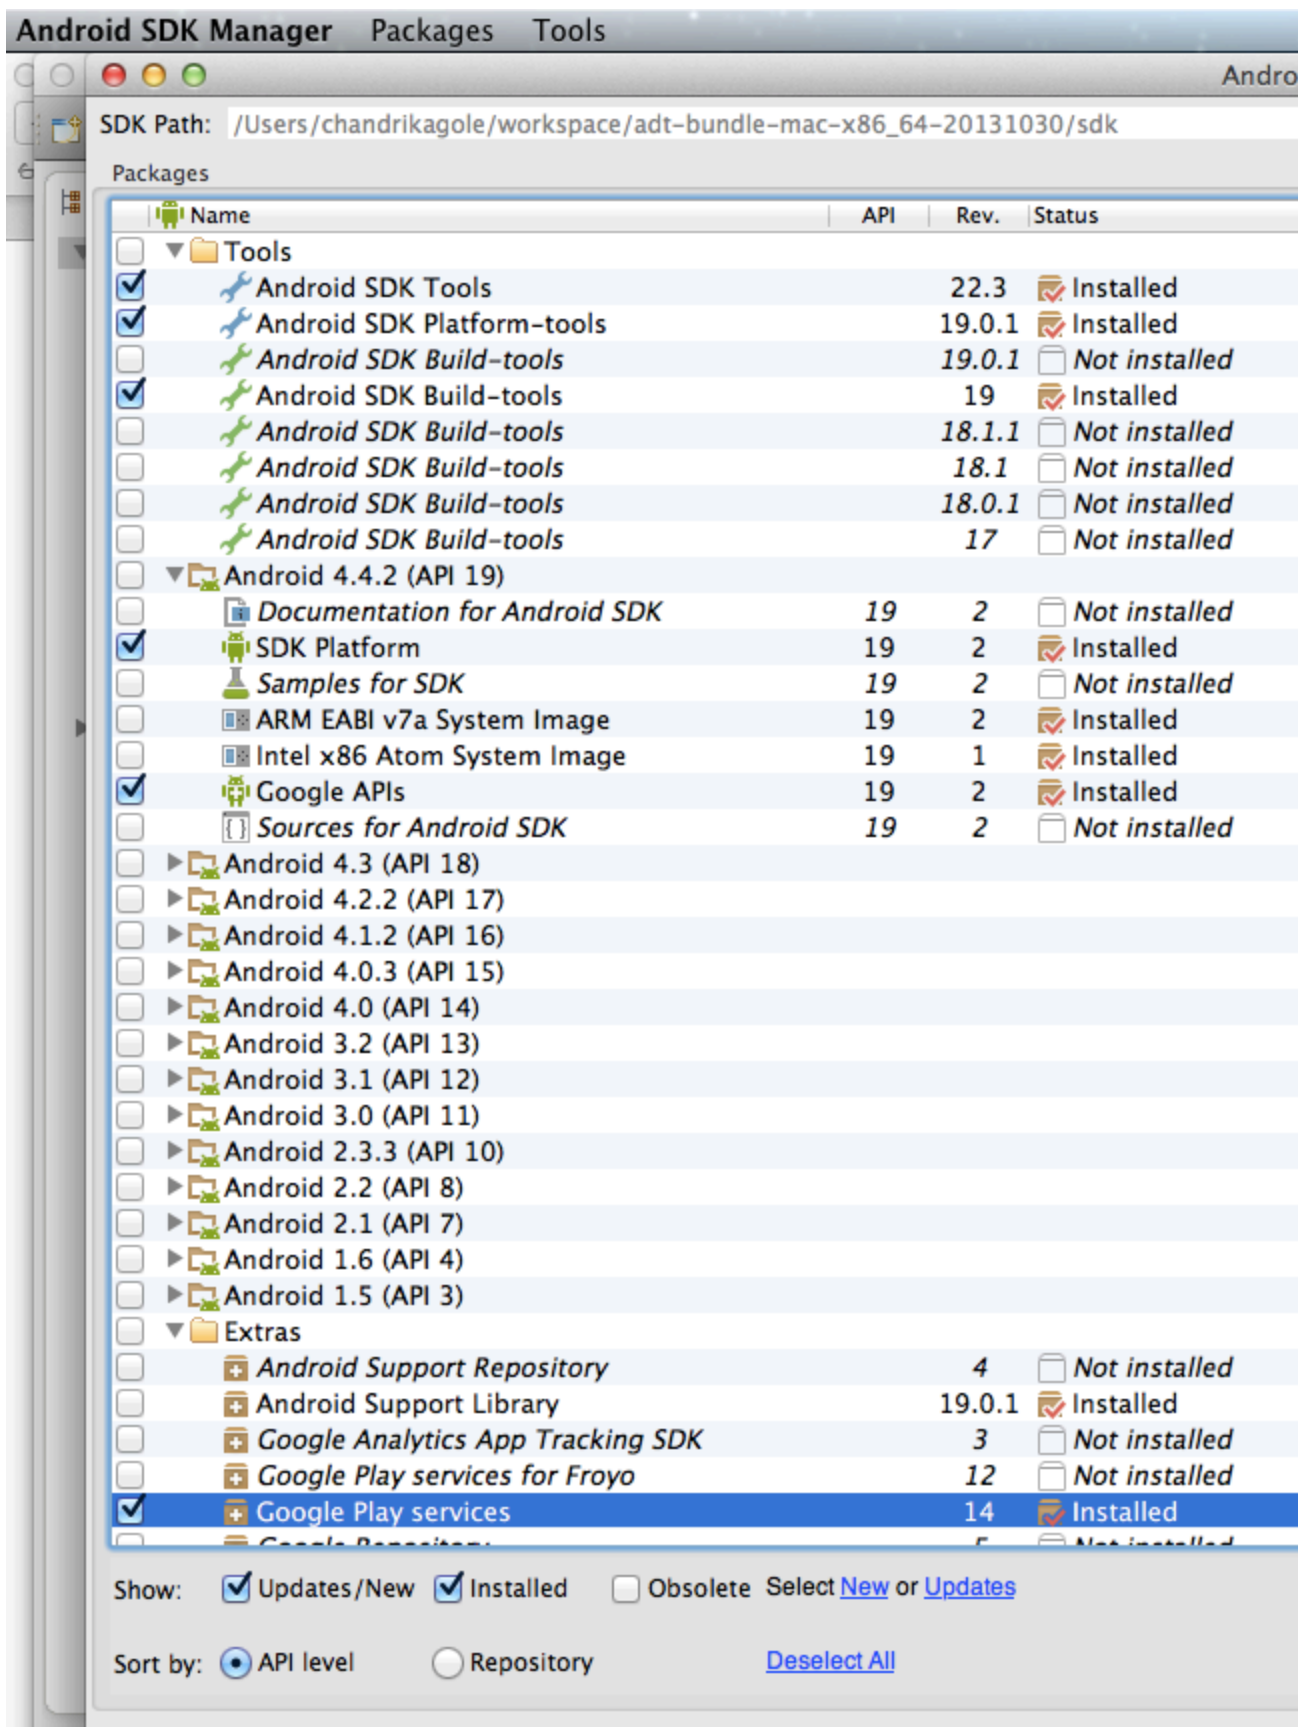 Android SDK Manager Packages Tools
Andro
SDK Path: /Users/chandrikagole/workspace/adt-bundle-mac-x86_64-20131030/sdk
Packages
Name API Rev. Status
Tools
Android SDK Tools 22.3 Installed
Android SDK Platform-tools 19.0.1 Installed
Android SDK Build-tools 19.0.1 Not installed
Android SDK Build-tools 19 Installed
Android SDK Build-tools 18.1.1 Not installed
Android SDK Build-tools 18.1 Not installed
Android SDK Build-tools 18.0.1 Not installed
Android SDK Build-tools 17 Not installed
Android 4.4.2 (API 19)
Documentation for Android SDK 19 2 Not installed
SDK Platform 19 2 Installed
Samples for SDK 19 2 Not installed
ARM EABI v7a System Image 19 2 Installed
Intel x86 Atom System Image 19 1 Installed
Google APIs 19 2 Installed
Sources for Android SDK 19 2 Not installed
Android 4.3 (API 18)
Android 4.2.2 (API 17)
Android 4.1.2 (API 16)
Android 4.0.3 (API 15)
Android 4.0 (API 14)
Android 3.2 (API 13)
Android 3.1 (API 12)
Android 3.0 (API 11)
Android 2.3.3 (API 10)
Android 2.2 (API 8)
Android 2.1 (API 7)
Android 1.6 (API 4)
Android 1.5 (API 3)
Extras
Android Support Repository 4 Not installed
Android Support Library 19.0.1 Installed
Google Analytics App Tracking SDK 3 Not installed
Google Play services for Froyo 12 Not installed
Google Play services 14 Installed
Google Repository 5 Not installed
Show: Updates/New Installed Obsolete Select New or Updates
Sort by: API level Repository Deselect All